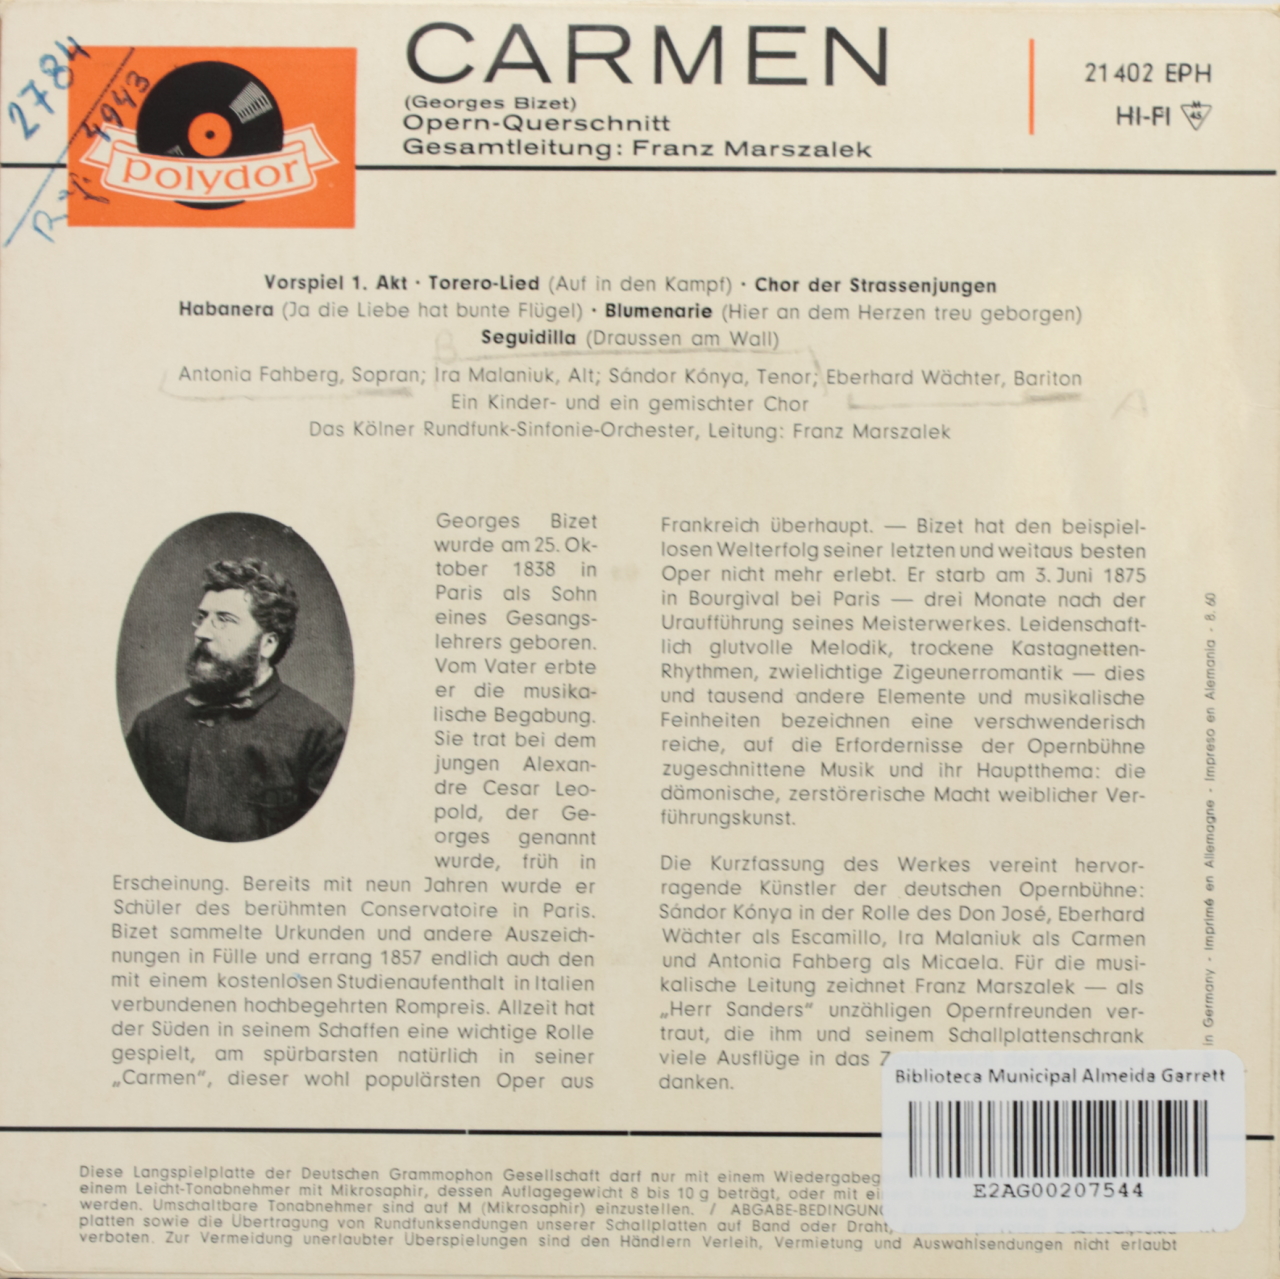 CARMEN
(Georges Bizet)
Opern-Querschnitt
Gesamtleitung: Franz Marszalek
21402 EPH
HI-FI M 45
2784
4943
polydor
Vorspiel 1. Akt · Torero-Lied (Auf in den Kampf) · Chor der Strassenjungen
Habanera (Ja die Liebe hat bunte Flügel) · Blumenarie (Hier an dem Herzen treu geborgen)
Seguidilla (Draussen am Wall)
B
Antonia Fahberg, Sopran; Ira Malaniuk, Alt; Sándor Kónya, Tenor; Eberhard Wächter, Bariton
A
Ein Kinder- und ein gemischter Chor
Das Kölner Rundfunk-Sinfonie-Orchester, Leitung: Franz Marszalek
Georges Bizet
wurde am 25. Ok-
tober 1838 in
Paris als Sohn
eines Gesangs-
lehrers geboren.
Vom Vater erbte
er die musika-
lische Begabung.
Sie trat bei dem
jungen Alexan-
dre Cesar Leo-
pold, der Ge-
orges genannt
wurde, früh in
Erscheinung. Bereits mit neun Jahren wurde er
Schüler des berühmten Conservatoire in Paris.
Bizet sammelte Urkunden und andere Auszeich-
nungen in Fülle und errang 1857 endlich auch den
mit einem kostenlosen Studienaufenthalt in Italien
verbundenen hochbegehrten Rompreis. Allzeit hat
der Süden in seinem Schaffen eine wichtige Rolle
gespielt, am spürbarsten natürlich in seiner
„Carmen“, dieser wohl populärsten Oper aus
Frankreich überhaupt. — Bizet hat den beispiel-
losen Welterfolg seiner letzten und weitaus besten
Oper nicht mehr erlebt. Er starb am 3. Juni 1875
in Bourgival bei Paris — drei Monate nach der
Uraufführung seines Meisterwerkes. Leidenschaft-
lich glutvolle Melodik, trockene Kastagnetten-
Rhythmen, zwielichtige Zigeunerromantik — dies
und tausend andere Elemente und musikalische
Feinheiten bezeichnen eine verschwenderisch
reiche, auf die Erfordernisse der Opernbühne
zugeschnittene Musik und ihr Hauptthema: die
dämonische, zerstörerische Macht weiblicher Ver-
führungskunst.
Die Kurzfassung des Werkes vereint hervor-
ragende Künstler der deutschen Opernbühne:
Sándor Kónya in der Rolle des Don José, Eberhard
Wächter als Escamillo, Ira Malaniuk als Carmen
und Antonia Fahberg als Micaela. Für die musi-
kalische Leitung zeichnet Franz Marszalek — als
„Herr Sanders“ unzähligen Opernfreunden ver-
traut, die ihm und seinem Schallplattenschrank
viele Ausflüge in das
danken.
in Germany · Imprimé en Allemagne · Impreso en Alemania · 8. 60
Biblioteca Municipal Almeida Garrett
E2AG00207544
Diese Langspielplatte der Deutschen Grammophon Gesellschaft darf nur mit einem
einem Leicht-Tonabnehmer mit Mikrosaphir, dessen Auflagegewicht 8 bis 10 g beträgt, oder mit
werden. Umschaltbare Tonabnehmer sind auf M (Mikrosaphir) einzustellen. /
platten sowie die Übertragung von Rundfunksendungen unserer Schallplatten auf Band oder Draht,
verboten. Zur Vermeidung unerlaubter Überspielungen sind den Händlern Verleih, Vermietung und Auswahlsendungen nicht erlaubt